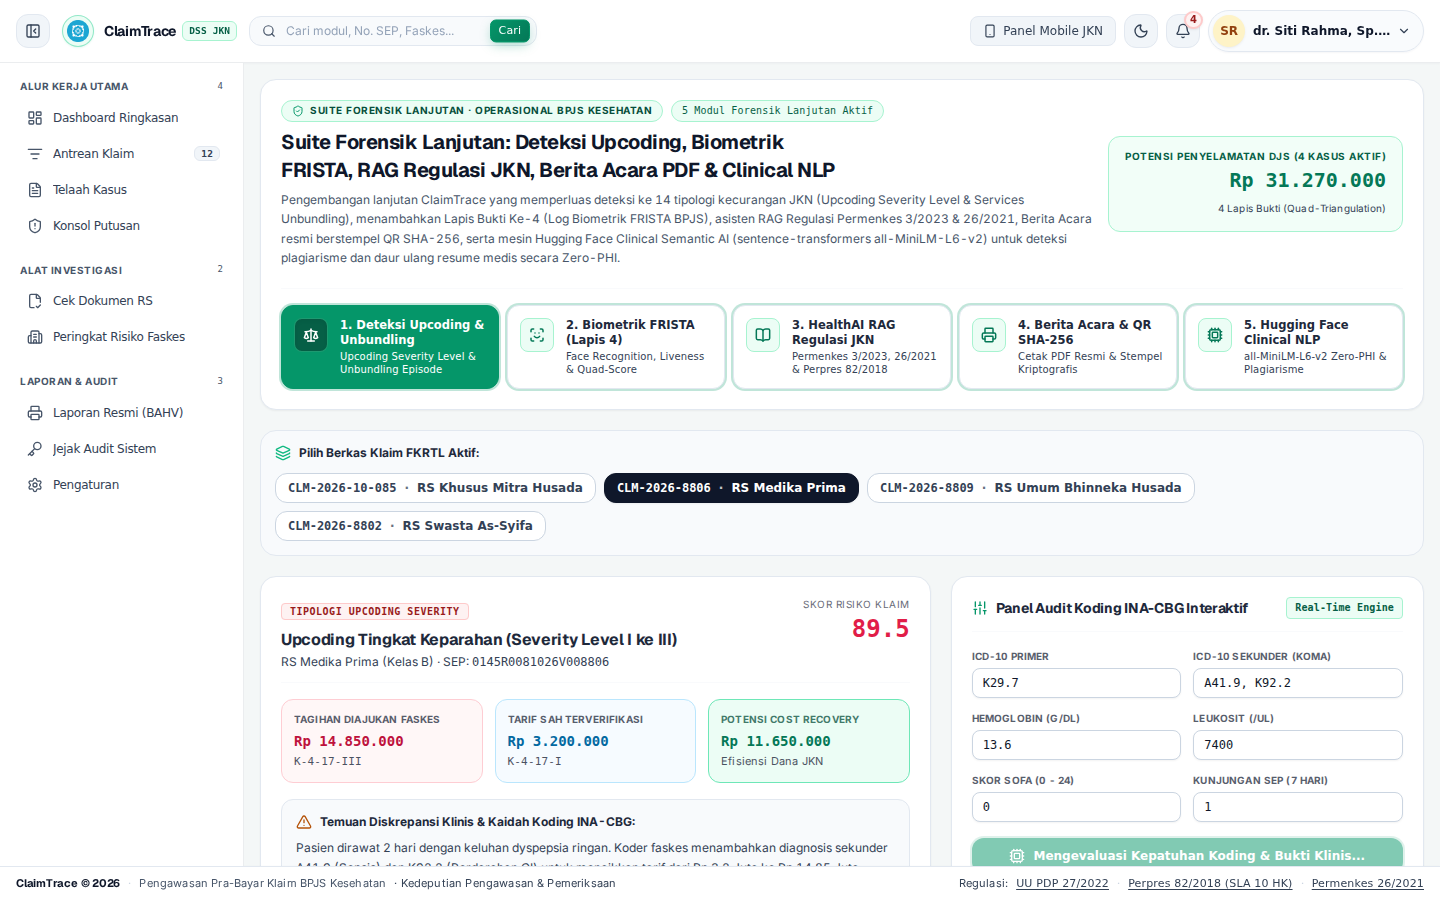 ClaimTrace
DSS JKN
Cari modul, No. SEP, Faskes...
Cari
Panel Mobile JKN
4
SR
dr. Siti Rahma, Sp....
ALUR KERJA UTAMA
4
Dashboard Ringkasan
Antrean Klaim
12
Telaah Kasus
Konsol Putusan
ALAT INVESTIGASI
2
Cek Dokumen RS
Peringkat Risiko Faskes
LAPORAN & AUDIT
3
Laporan Resmi (BAHV)
Jejak Audit Sistem
Pengaturan
SUITE FORENSIK LANJUTAN · OPERASIONAL BPJS KESEHATAN
5 Modul Forensik Lanjutan Aktif
Suite Forensik Lanjutan: Deteksi Upcoding, Biometrik
FRISTA, RAG Regulasi JKN, Berita Acara PDF & Clinical NLP
Pengembangan lanjutan ClaimTrace yang memperluas deteksi ke 14 tipologi kecurangan JKN (Upcoding Severity Level & Services
Unbundling), menambahkan Lapis Bukti Ke-4 (Log Biometrik FRISTA BPJS), asisten RAG Regulasi Permenkes 3/2023 & 26/2021, Berita Acara
resmi berstempel QR SHA-256, serta mesin Hugging Face Clinical Semantic AI (sentence-transformers all-MiniLM-L6-v2) untuk deteksi
plagiarisme dan daur ulang resume medis secara Zero-PHI.
POTENSI PENYELAMATAN DJS (4 KASUS AKTIF)
Rp 31.270.000
4 Lapis Bukti (Quad-Triangulation)
1. Deteksi Upcoding &
Unbundling
Upcoding Severity Level &
Unbundling Episode
2. Biometrik FRISTA
(Lapis 4)
Face Recognition, Liveness
& Quad-Score
3. HealthAI RAG
Regulasi JKN
Permenkes 3/2023, 26/2021
& Perpres 82/2018
4. Berita Acara & QR
SHA-256
Cetak PDF Resmi & Stempel
Kriptografis
5. Hugging Face
Clinical NLP
all-MiniLM-L6-v2 Zero-PHI &
Plagiarisme
Pilih Berkas Klaim FKRTL Aktif:
CLM-2026-10-085 · RS Khusus Mitra Husada
CLM-2026-8806 · RS Medika Prima
CLM-2026-8809 · RS Umum Bhinneka Husada
CLM-2026-8802 · RS Swasta As-Syifa
TIPOLOGI UPCODING SEVERITY
Upcoding Tingkat Keparahan (Severity Level I ke III)
RS Medika Prima (Kelas B) · SEP: 0145R0081026V008806
SKOR RISIKO KLAIM
89.5
TAGIHAN DIAJUKAN FASKES
Rp 14.850.000
K-4-17-III
TARIF SAH TERVERIFIKASI
Rp 3.200.000
K-4-17-I
POTENSI COST RECOVERY
Rp 11.650.000
Efisiensi Dana JKN
Temuan Diskrepansi Klinis & Kaidah Koding INA-CBG:
Pasien dirawat 2 hari dengan keluhan dyspepsia ringan. Koder faskes menambahkan diagnosis sekunder
Panel Audit Koding INA-CBG Interaktif
Real-Time Engine
ICD-10 PRIMER
K29.7
ICD-10 SEKUNDER (KOMA)
A41.9, K92.2
HEMOGLOBIN (G/DL)
13.6
LEUKOSIT (/UL)
7400
SKOR SOFA (0 - 24)
0
KUNJUNGAN SEP (7 HARI)
1
Mengevaluasi Kepatuhan Koding & Bukti Klinis...
ClaimTrace © 2026 · Pengawasan Pra-Bayar Klaim BPJS Kesehatan · Kedeputian Pengawasan & Pemeriksaan
Regulasi: UU PDP 27/2022 · Perpres 82/2018 (SLA 10 HK) · Permenkes 26/2021